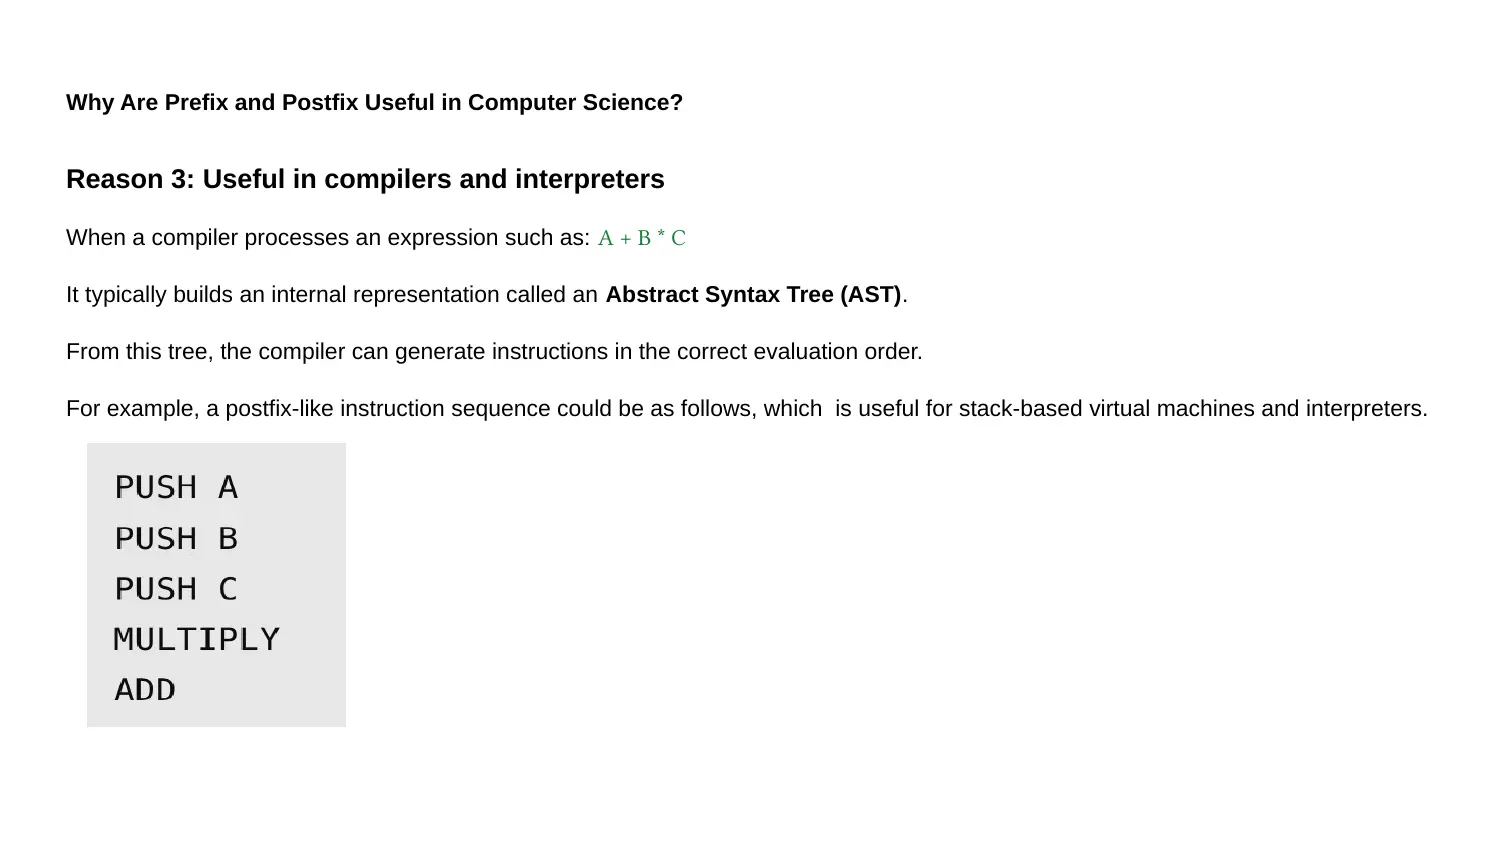 Why Are Prefix and Postfix Useful in Computer Science?
Reason 3: Useful in compilers and interpreters
When a compiler processes an expression such as: A + B * C
It typically builds an internal representation called an Abstract Syntax Tree (AST).
From this tree, the compiler can generate instructions in the correct evaluation order.
For example, a postfix-like instruction sequence could be as follows, which  is useful for stack-based virtual machines and interpreters.
PUSH A
PUSH B
PUSH C
MULTIPLY
ADD